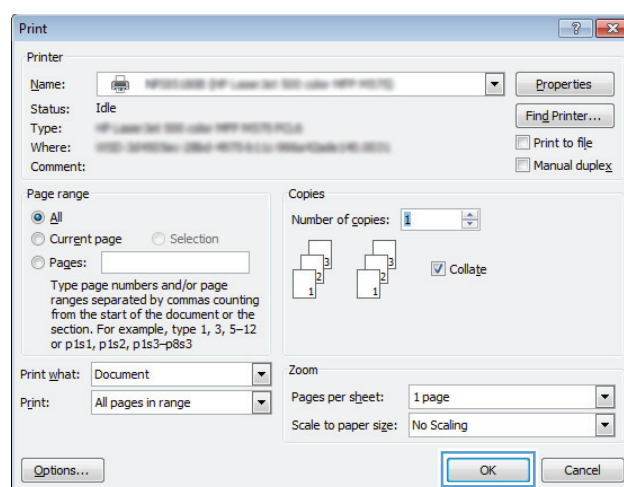 Print
Printer
Name:
Properties
Status: Idle
Find Printer...
Type:
Where:
Print to file
Comment:
Manual duplex
Page range
All
Current page Selection
Pages:
Type page numbers and/or page
ranges separated by commas counting
from the start of the document or the
section. For example, type 1, 3, 5–12
or p1s1, p1s2, p1s3–p8s3
Copies
Number of copies: 1
1 2 3 1 2 3
Collate
Print what: Document
Print: All pages in range
Zoom
Pages per sheet: 1 page
Scale to paper size: No Scaling
Options...
OK
Cancel